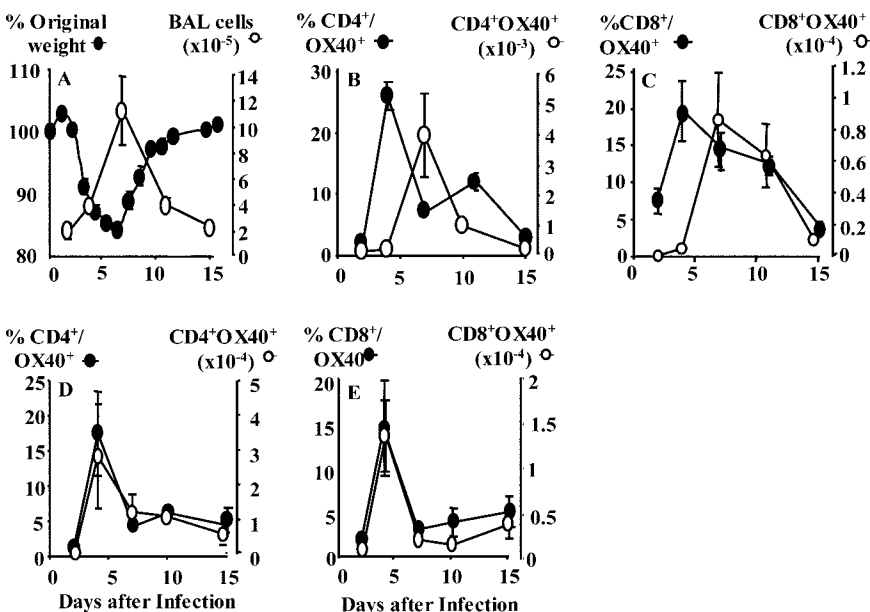 % Original
weight
BAL cells
(x10⁻⁵)
A
110
100
90
80
14
12
10
8
6
4
2
0
0
5
10
15
% CD4⁺/
OX40⁺
CD4⁺OX40⁺
(x10⁻³)
B
30
20
10
0
6
5
4
3
2
1
0
0
5
10
15
%CD8⁺/
OX40⁺
CD8⁺OX40⁺
(x10⁻⁴)
C
25
20
15
10
5
0
1.2
1
0.8
0.6
0.4
0.2
0
0
5
10
15
% CD4⁺/
OX40⁺
CD4⁺OX40⁺
(x10⁻⁴)
D
25
20
15
10
5
0
5
4
3
2
1
0
0
5
10
15
Days after Infection
% CD8⁺/
OX40
CD8⁺OX40⁺
(x10⁻⁴)
E
20
15
10
5
0
2
1.5
1
0.5
0
0
5
10
15
Days after Infection